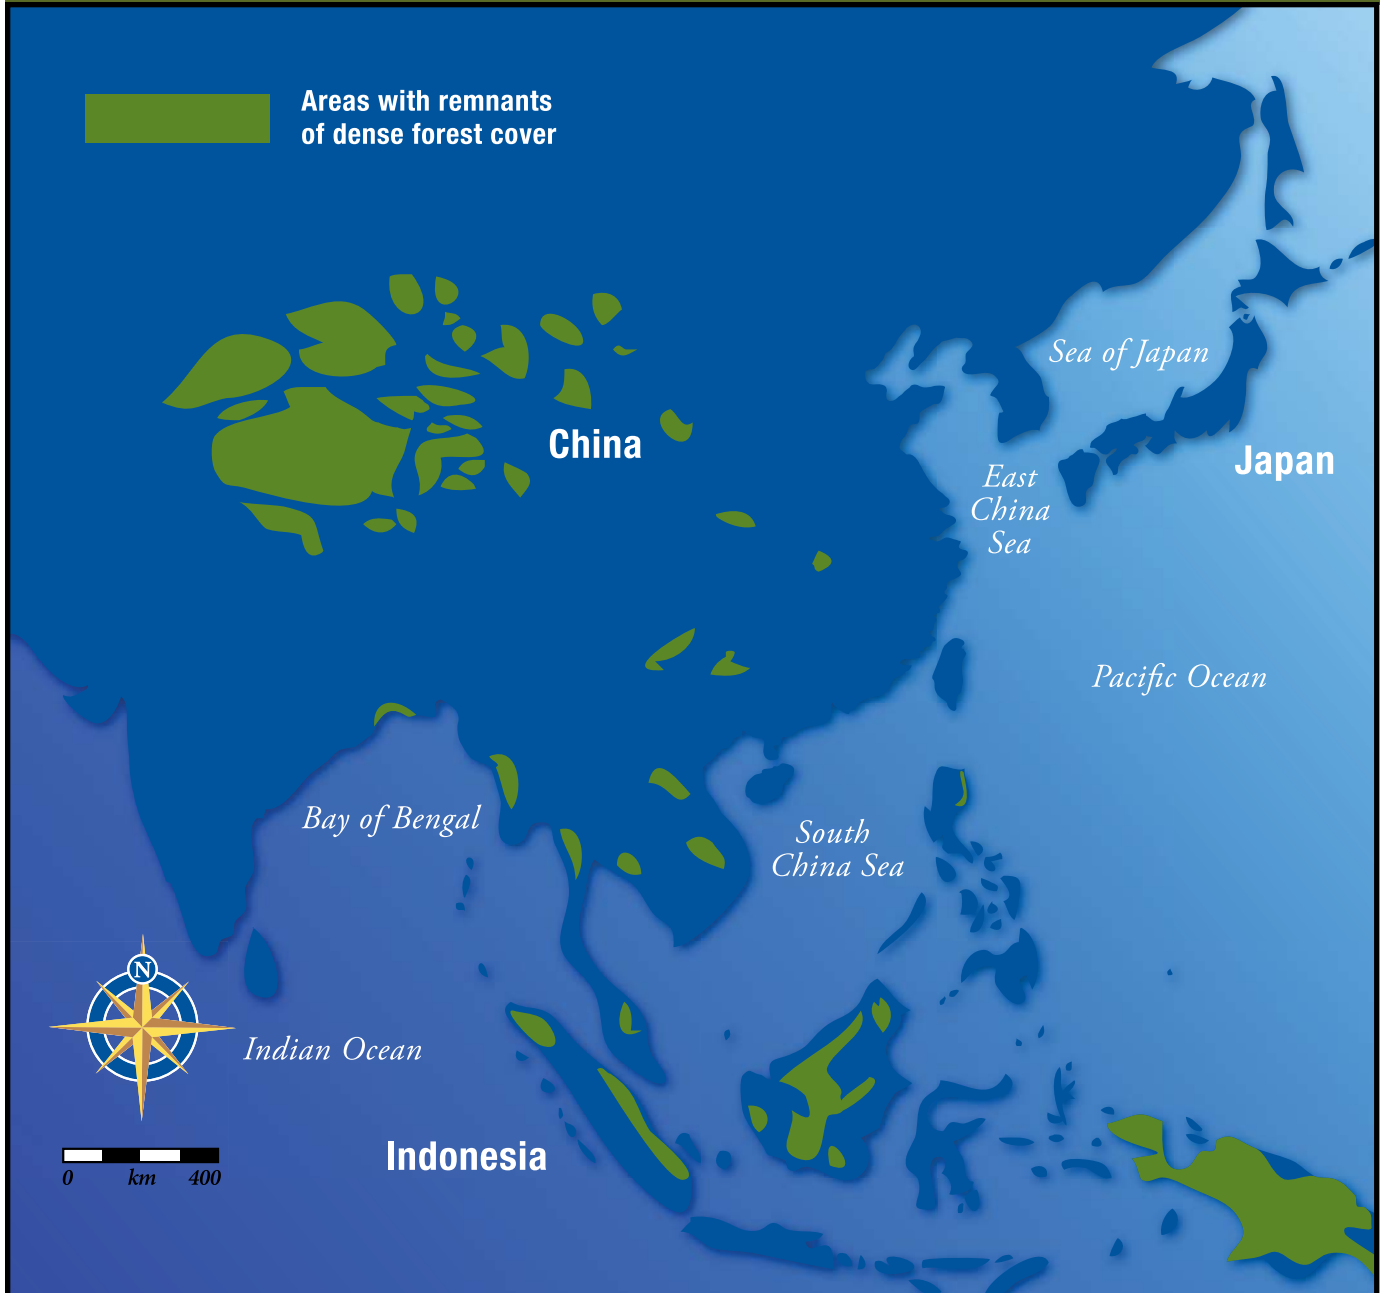 Areas with remnants
of dense forest cover
Sea of Japan
China
Japan
East
China
Sea
Pacific Ocean
Bay of Bengal
South
China Sea
N
Indian Ocean
Indonesia
0 km 400